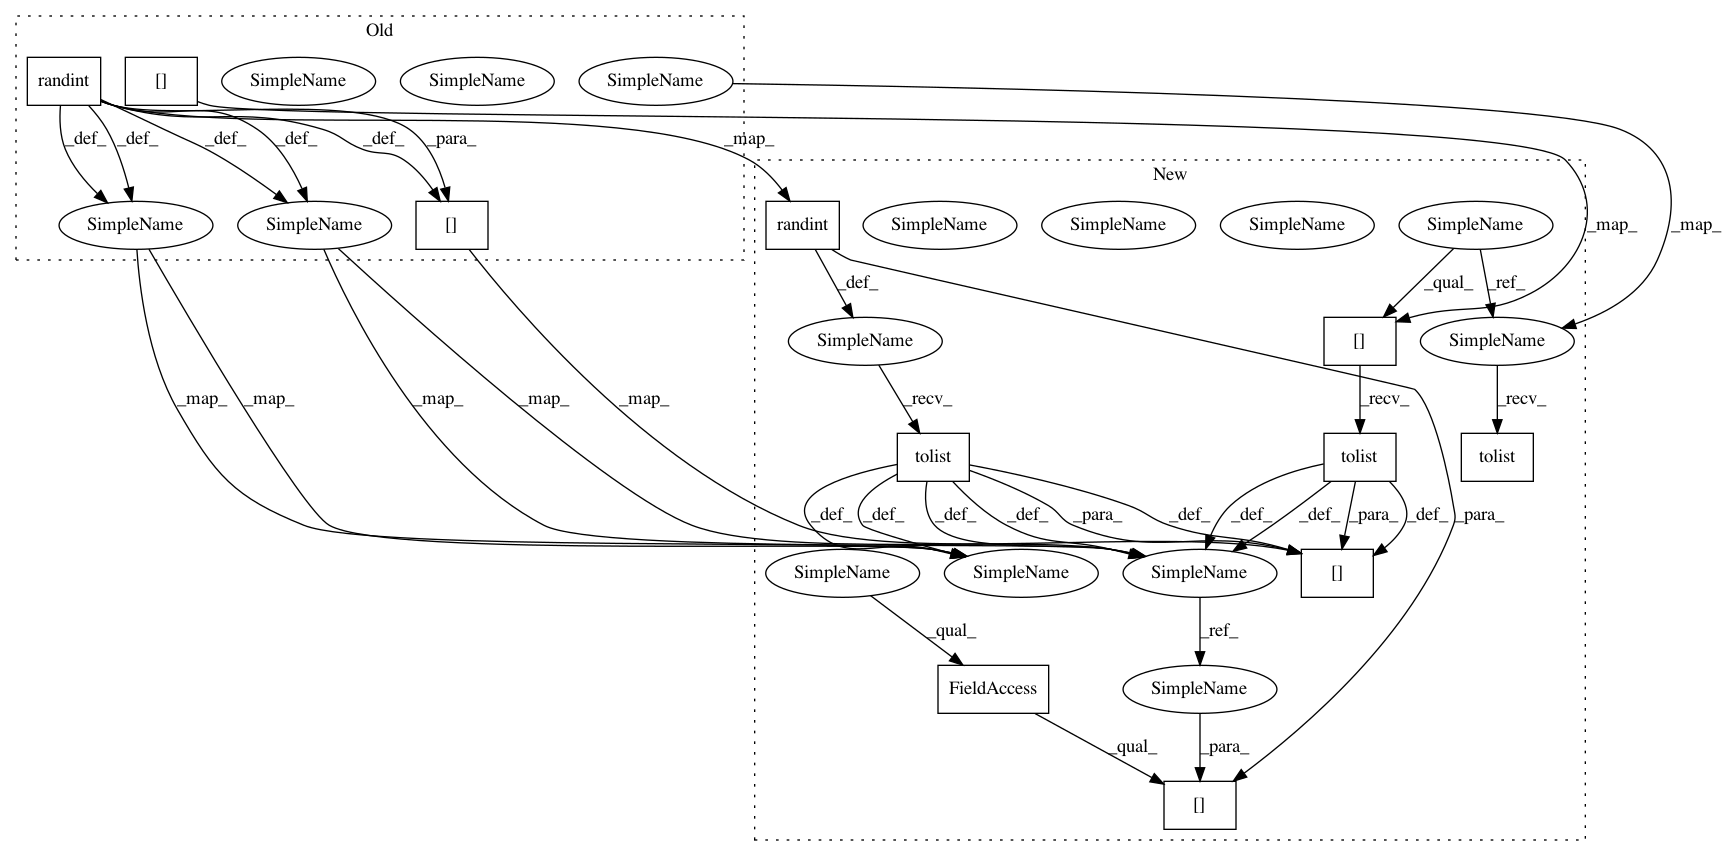 Old
randint [] SimpleName SimpleName SimpleName
_def_ _def_ _def_ _def_ _def_ _para_ _map_
New
SimpleName SimpleName [] randint SimpleName SimpleName SimpleName SimpleName _map_ _map_
_def_ _qual_ _ref_
SimpleName [] SimpleName
_map_ _map_ _map_ _map_ _map_ _recv_ _recv_ _recv_
tolist tolist tolist
_def_ _def_ _def_ _def_ _para_ _def_ _def_ _def_ _para_ _def_ _para_
SimpleName SimpleName SimpleName []
_qual_ _ref_
FieldAccess SimpleName
_qual_ _para_
[]